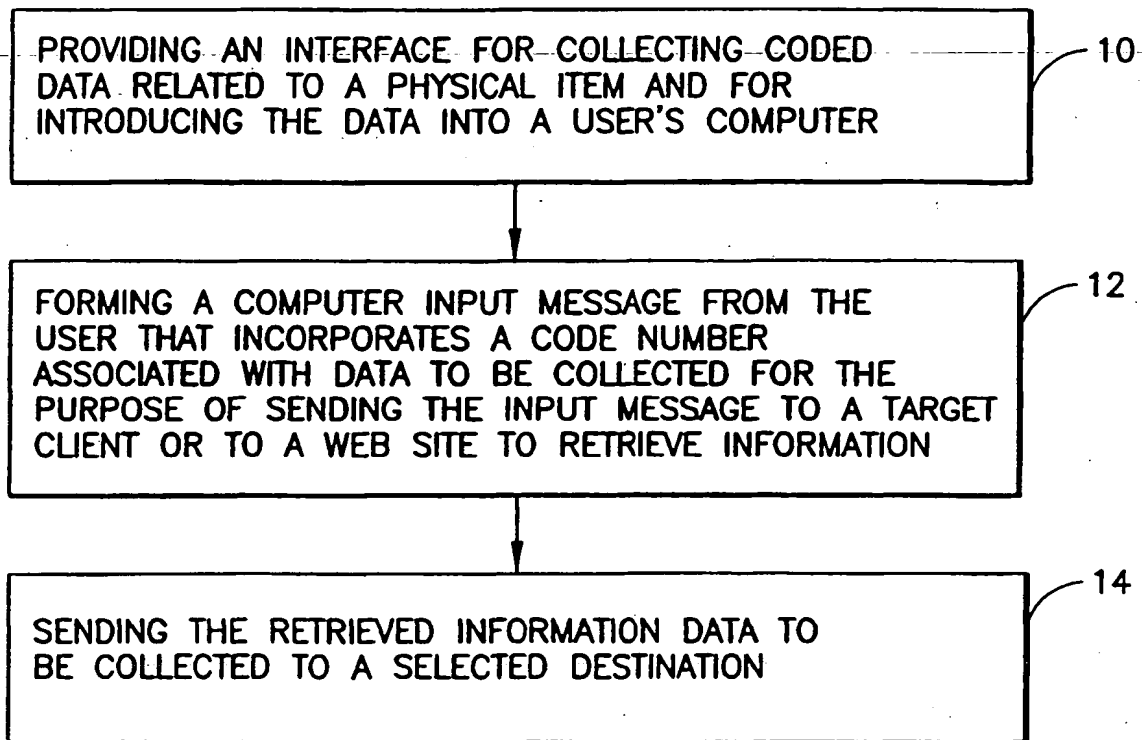 PROVIDING AN INTERFACE FOR COLLECTING CODED
DATA RELATED TO A PHYSICAL ITEM AND FOR
INTRODUCING THE DATA INTO A USER'S COMPUTER
10
FORMING A COMPUTER INPUT MESSAGE FROM THE
USER THAT INCORPORATES A CODE NUMBER
ASSOCIATED WITH DATA TO BE COLLECTED FOR THE
PURPOSE OF SENDING THE INPUT MESSAGE TO A TARGET
CLIENT OR TO A WEB SITE TO RETRIEVE INFORMATION
12
SENDING THE RETRIEVED INFORMATION DATA TO
BE COLLECTED TO A SELECTED DESTINATION
14